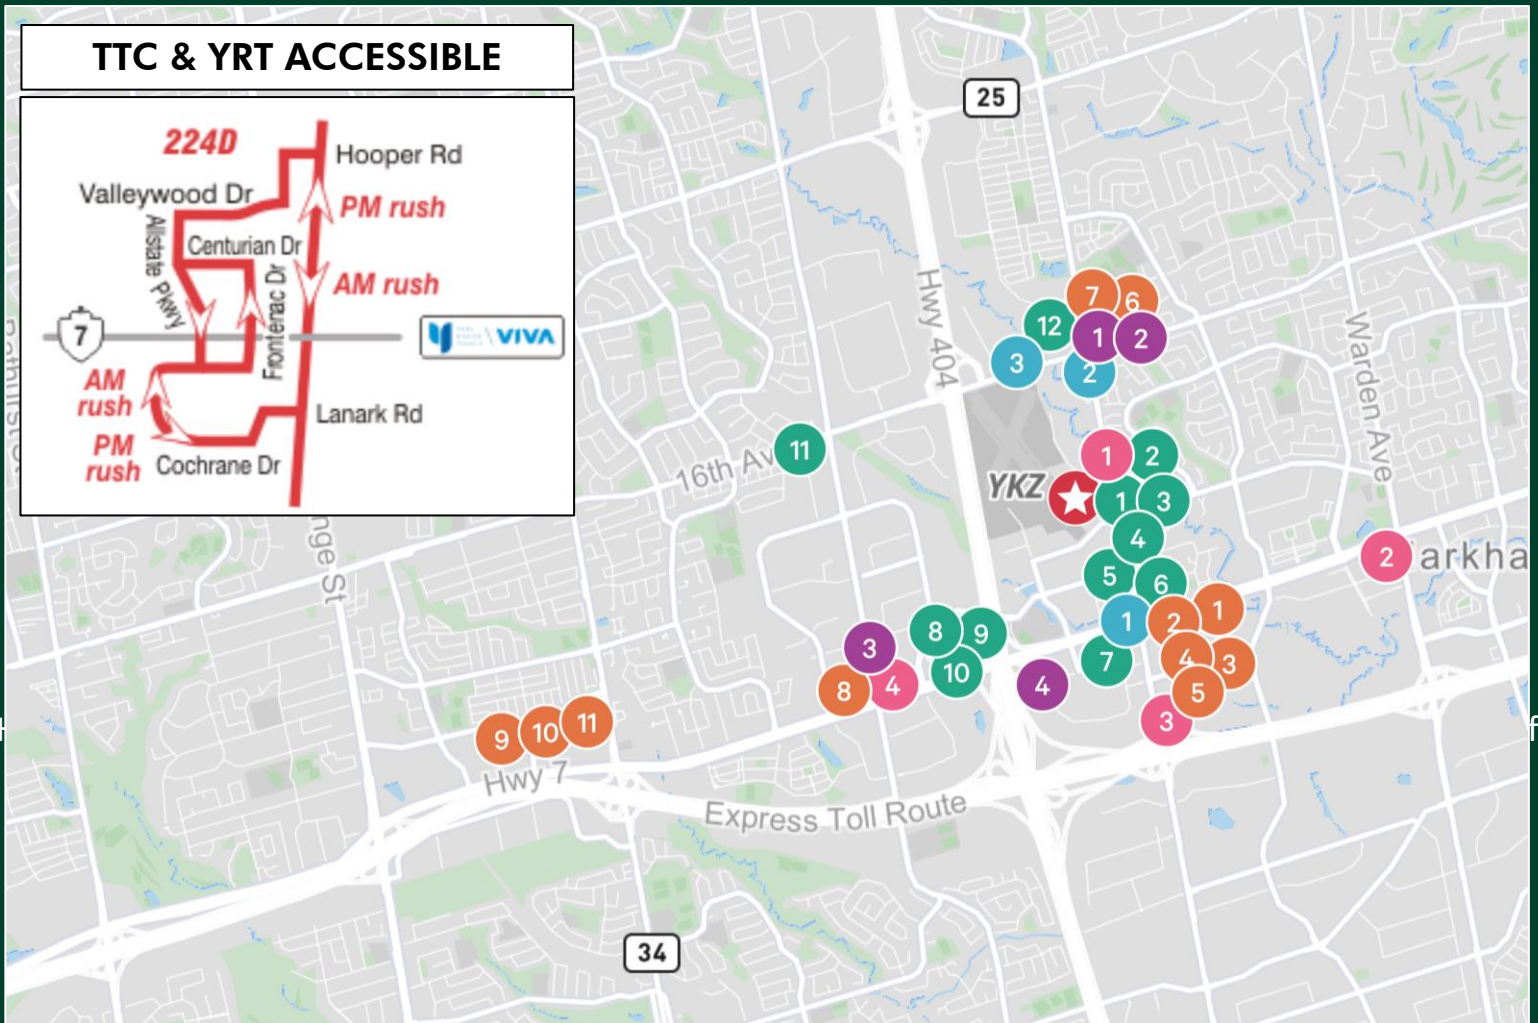 TTC & YRT ACCESSIBLE
224D
Hooper Rd
Valleywood Dr
PM rush
Allstate Pkwy
Centurian Dr
AM rush
Frontenac Dr
7
VIVA
AM
rush
Lanark Rd
PM
rush
Cochrane Dr
25
Hwy 404
Warden Ave
7
6
12
1
2
3
2
11
16th Av
1
2
YKZ
1
3
4
2
arkha
5
6
1
2
1
8
9
3
7
4
3
10
8
4
4
5
3
9
10
11
nge St
Hwy 7
Express Toll Route
34
f